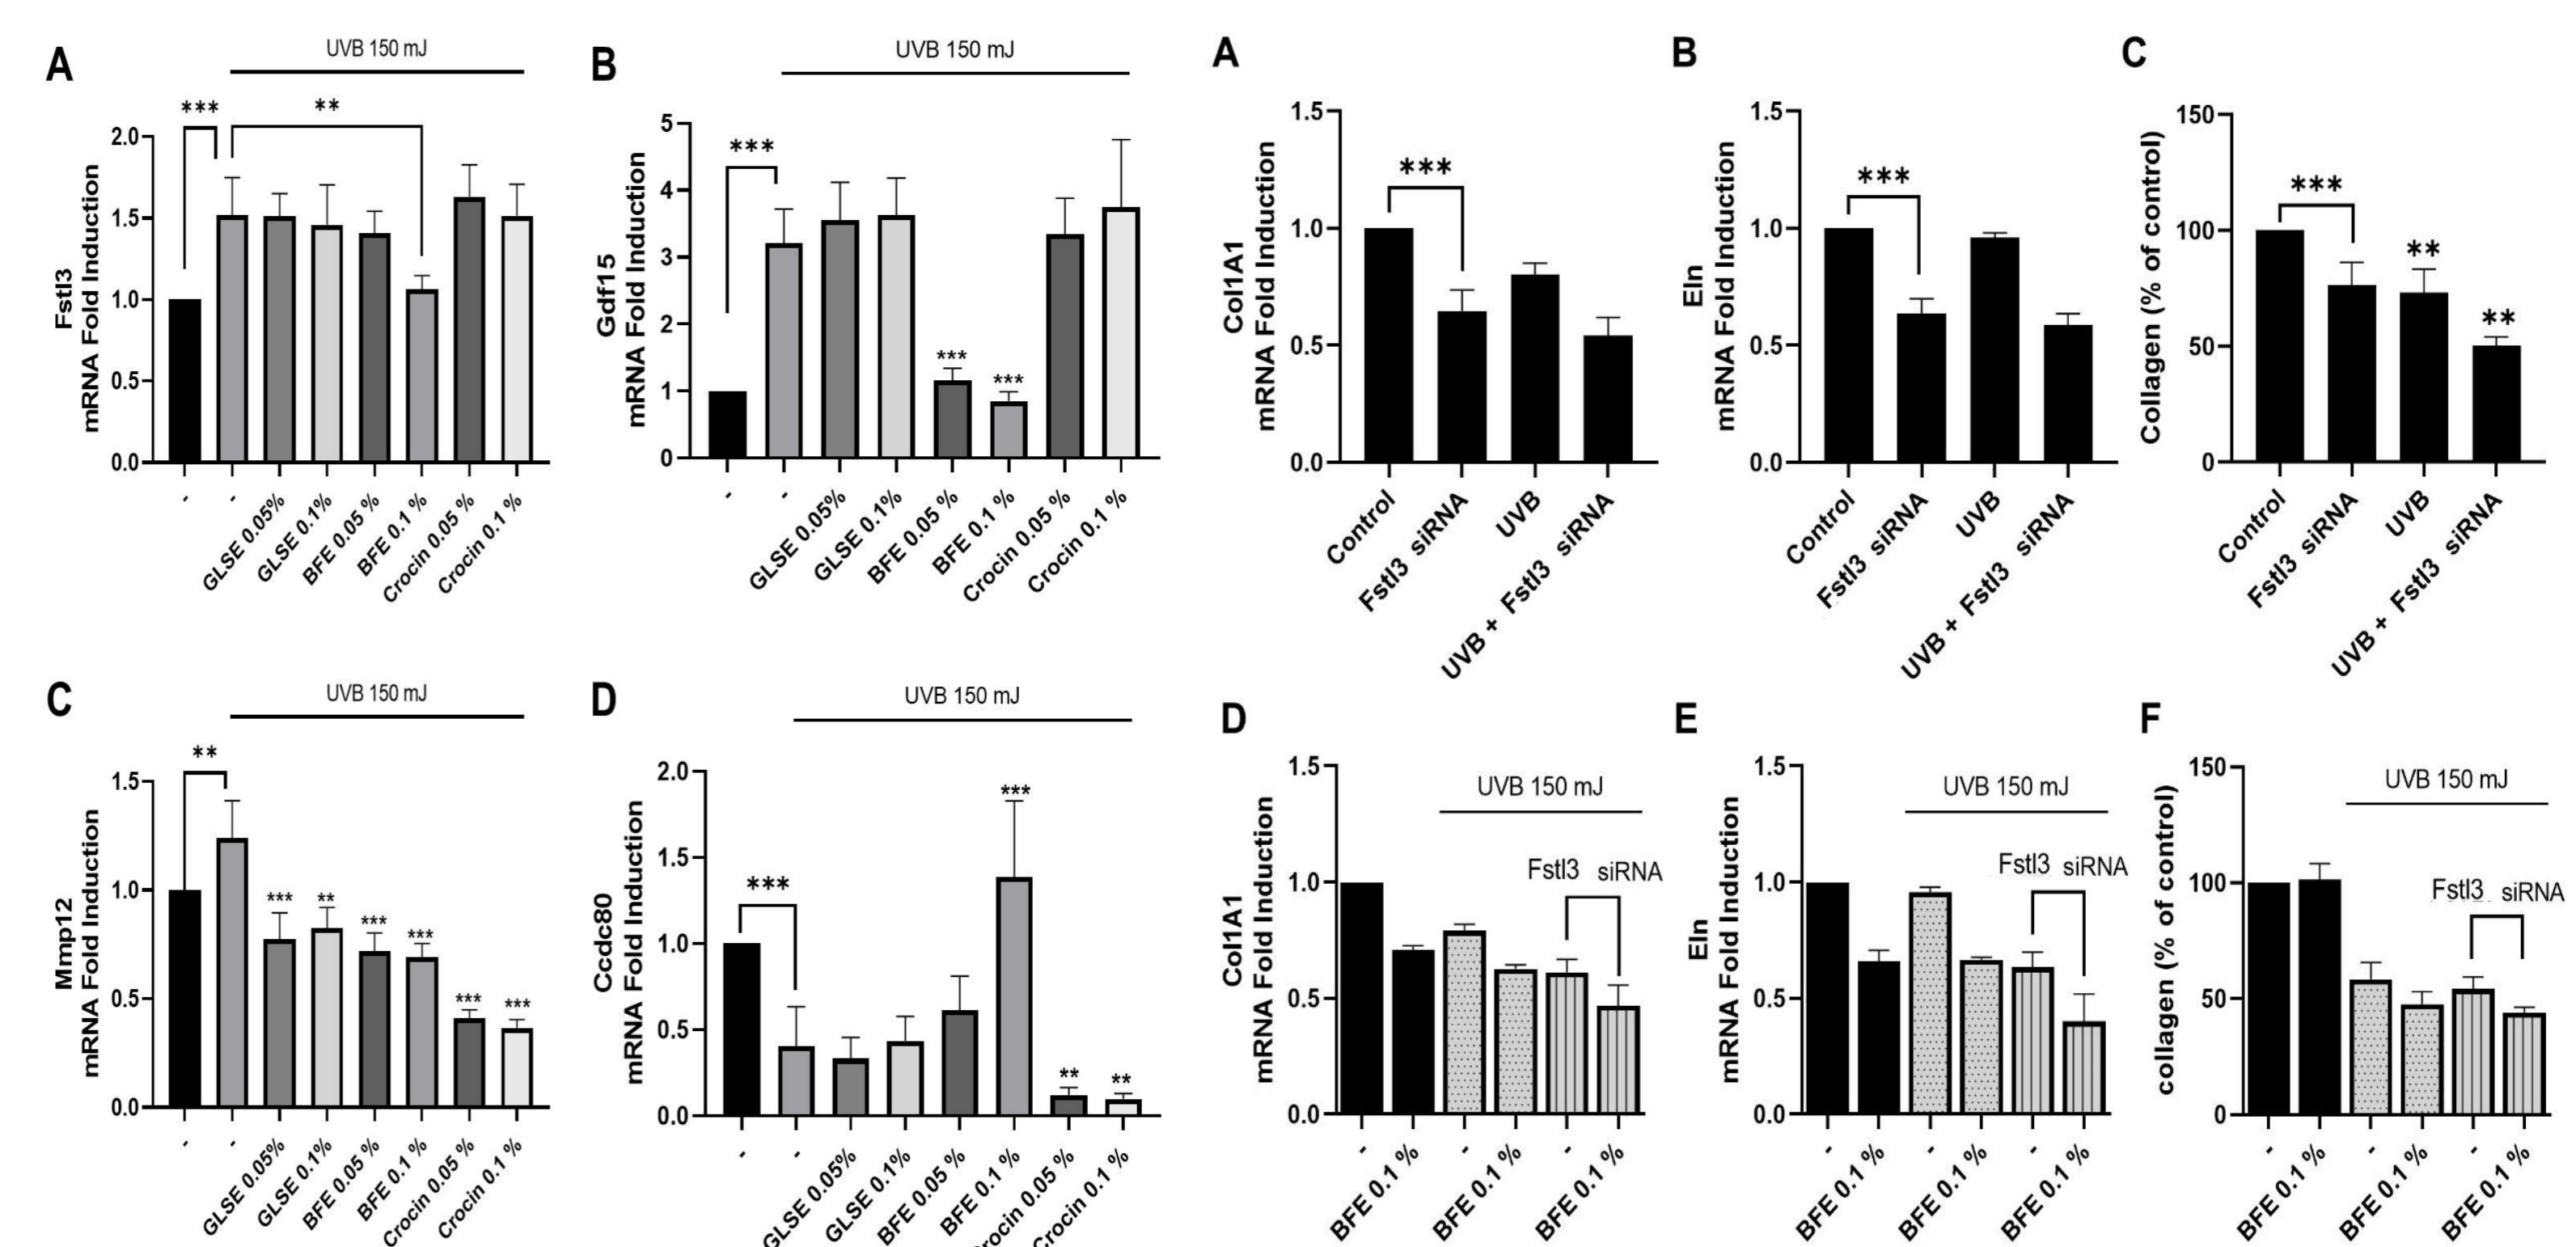 A
UVB 150 mJ
***
**
Fstl3
mRNA Fold Induction
2.0
1.5
1.0
0.5
0.0
-
-
GLSE 0.05%
GLSE 0.1%
BFE 0.05 %
BFE 0.1 %
Crocin 0.05 %
Crocin 0.1 %
B
UVB 150 mJ
***
***
***
Gdf15
mRNA Fold Induction
5
4
3
2
1
0
-
-
GLSE 0.05%
GLSE 0.1%
BFE 0.05 %
BFE 0.1 %
Crocin 0.05 %
Crocin 0.1 %
A
***
Col1A1
mRNA Fold Induction
1.5
1.0
0.5
0.0
Control
Fstl3 siRNA
UVB
UVB + Fstl3 siRNA
B
***
Eln
mRNA Fold Induction
1.5
1.0
0.5
0.0
Control
Fstl3 siRNA
UVB
UVB + Fstl3 siRNA
C
***
**
**
Collagen (% of control)
150
100
50
0
Control
Fstl3 siRNA
UVB
UVB + Fstl3 siRNA
C
UVB 150 mJ
**
***
**
***
***
***
***
Mmp12
mRNA Fold Induction
1.5
1.0
0.5
0.0
-
-
GLSE 0.05%
GLSE 0.1%
BFE 0.05 %
BFE 0.1 %
Crocin 0.05 %
Crocin 0.1 %
D
UVB 150 mJ
***
***
**
**
Ccdc80
mRNA Fold Induction
2.0
1.5
1.0
0.5
0.0
-
-
GLSE 0.05%
GLSE 0.1%
BFE 0.05 %
BFE 0.1 %
rocin 0.05 %
Crocin 0.1 %
D
UVB 150 mJ
Fstl3 siRNA
Col1A1
mRNA Fold Induction
1.5
1.0
0.5
0.0
-
BFE 0.1 %
-
BFE 0.1 %
-
BFE 0.1 %
E
UVB 150 mJ
Fstl3 siRNA
Eln
mRNA Fold Induction
1.5
1.0
0.5
0.0
-
BFE 0.1 %
-
BFE 0.1 %
-
BFE 0.1 %
F
UVB 150 mJ
Fstl3 siRNA
collagen (% of control)
150
100
50
0
-
BFE 0.1 %
-
BFE 0.1 %
-
BFE 0.1 %